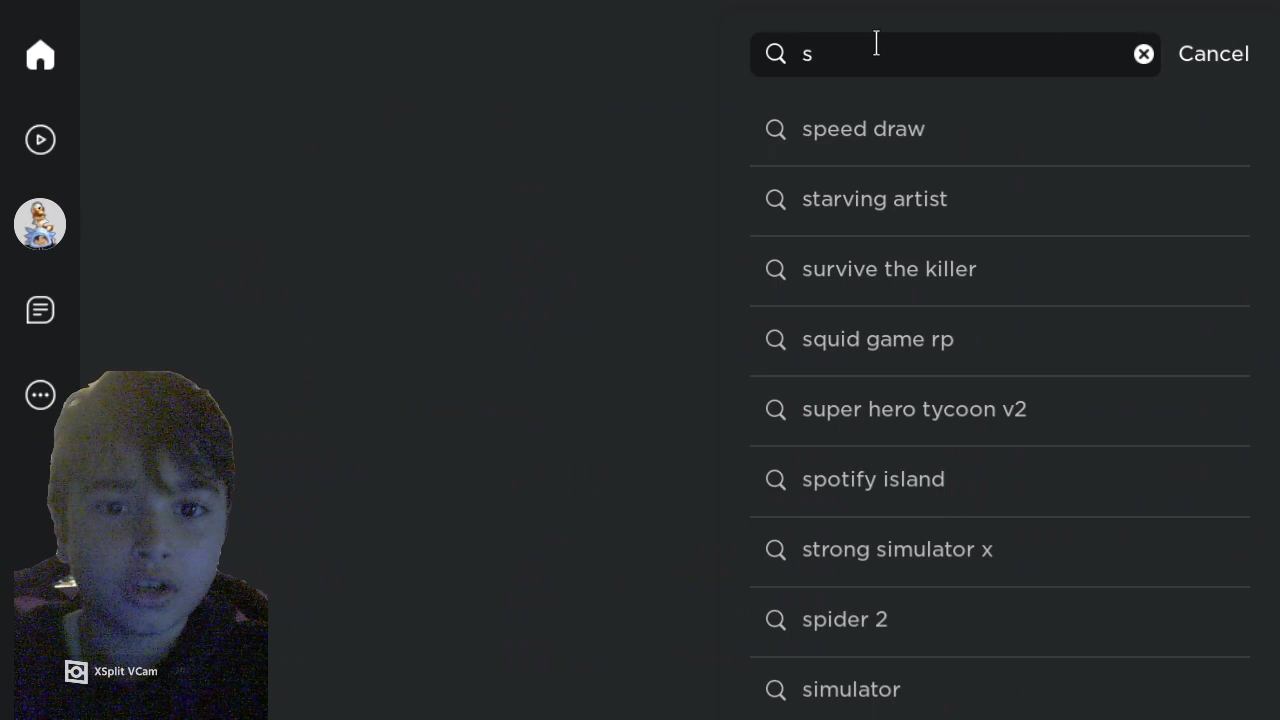 s
Cancel
speed draw
starving artist
survive the killer
squid game rp
super hero tycoon v2
spotify island
strong simulator x
spider 2
simulator
XSplit VCam